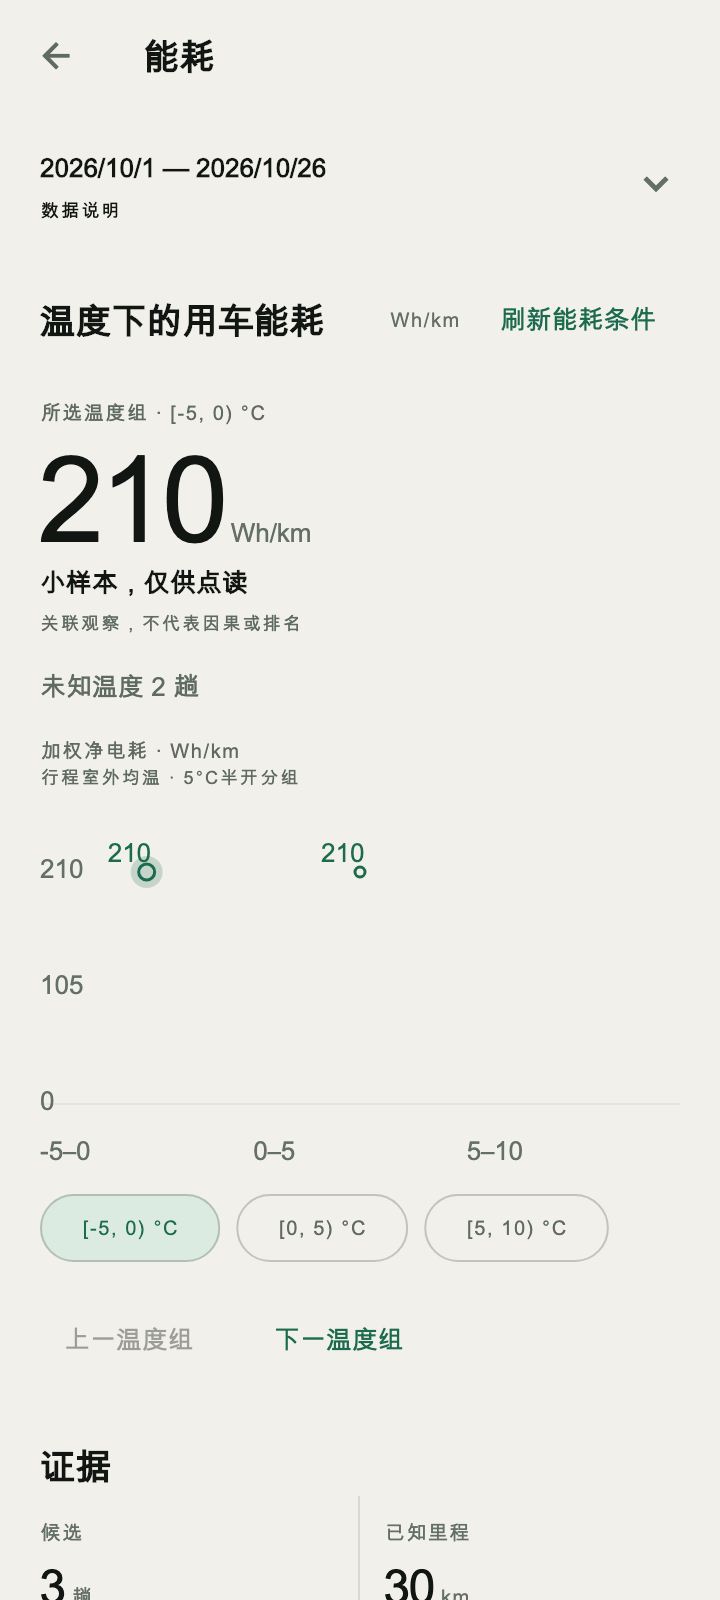 能耗
2026/10/1 — 2026/10/26
数据说明
温度下的用车能耗 Wh/km 刷新能耗条件
所选温度组 · [-5, 0) °C
210 Wh/km
小样本，仅供点读
关联观察，不代表因果或排名
未知温度 2 趟
加权净电耗 · Wh/km
行程室外均温 · 5°C半开分组
210 210
210
105
0
-5–0 0–5 5–10
[-5, 0) °C [0, 5) °C [5, 10) °C
上一温度组 下一温度组
证据
候选 已知里程
3 趟 30 km